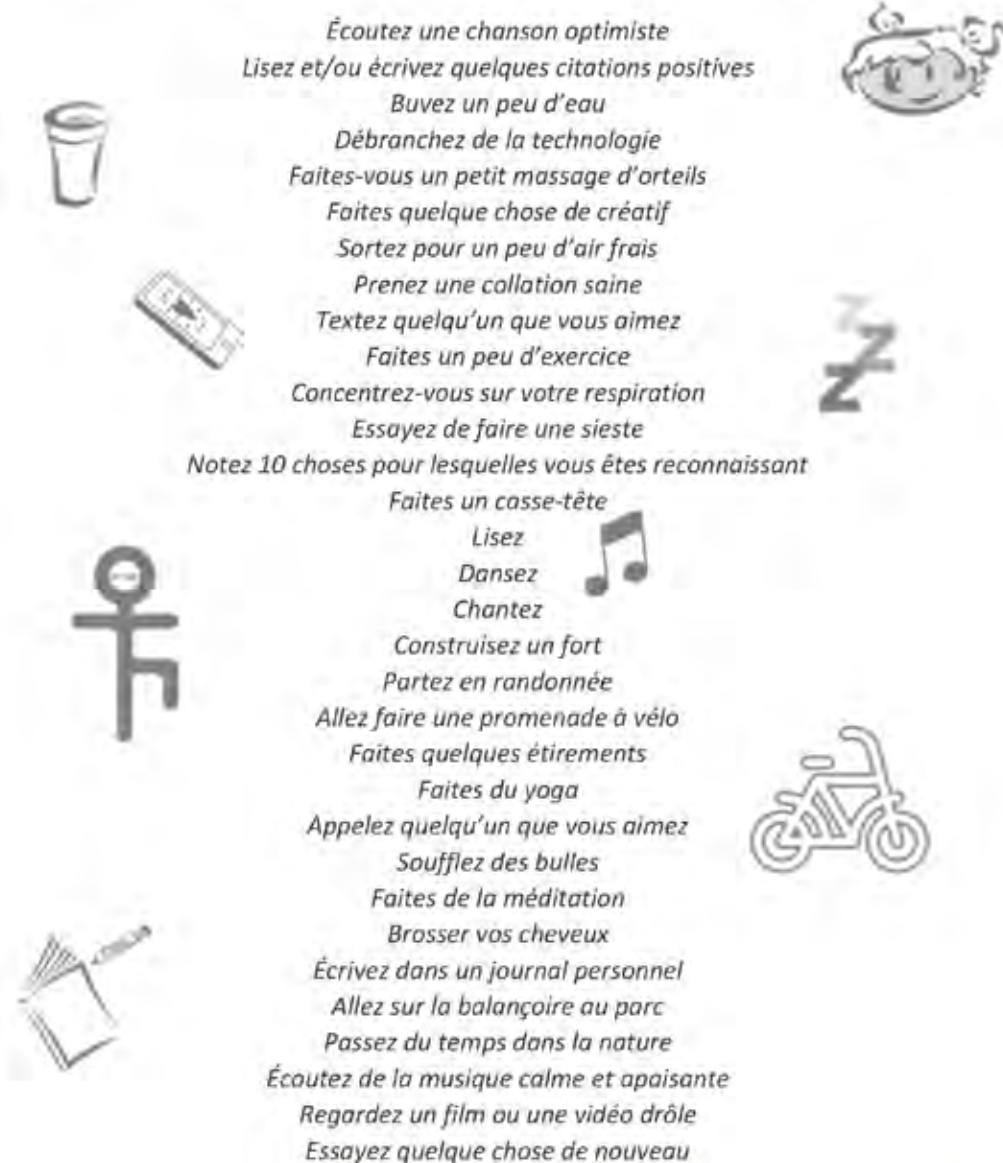 Écoutez une chanson optimiste
Lisez et/ou écrivez quelques citations positives
Buvez un peu d'eau
Débranchez de la technologie
Faites-vous un petit massage d'orteils
Faites quelque chose de créatif
Sortez pour un peu d'air frais
Prenez une collation saine
Textez quelqu'un que vous aimez
Faites un peu d'exercice
Concentrez-vous sur votre respiration
Essayez de faire une sieste
Notez 10 choses pour lesquelles vous êtes reconnaissant
Faites un casse-tête
Lisez
Dansez
Chantez
Construisez un fort
Partez en randonnée
Allez faire une promenade à vélo
Faites quelques étirements
Faites du yoga
Appelez quelqu'un que vous aimez
Soufflez des bulles
Faites de la méditation
Brosser vos cheveux
Écrivez dans un journal personnel
Allez sur la balançoire au parc
Passez du temps dans la nature
Écoutez de la musique calme et apaisante
Regardez un film ou une vidéo drôle
Essayez quelque chose de nouveau